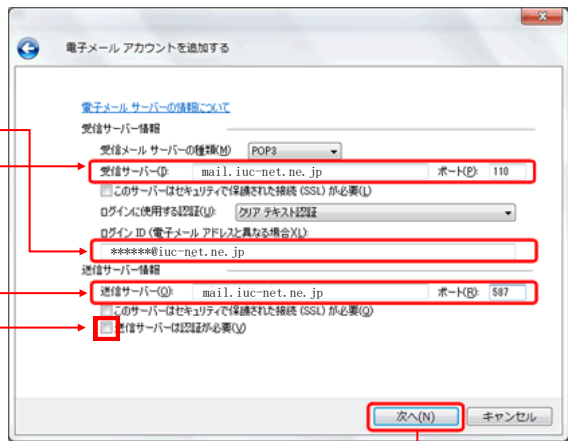 電子メール アカウントを追加する
電子メール サーバーの情報について
受信サーバー情報
受信メール サーバーの種類(M) POP3
受信サーバー(I): mail.iuc-net.ne.jp ポート(P): 110
このサーバーはセキュリティで保護された接続 (SSL) が必要(L)
ログインに使用する認証(U): クリア テキスト認証
ログイン ID (電子メール アドレスと異なる場合)(L):
******@iuc-net.ne.jp
送信サーバー情報
送信サーバー(O): mail.iuc-net.ne.jp ポート(R): 587
このサーバーはセキュリティで保護された接続 (SSL) が必要(Q)
送信サーバーは認証が必要(V)
次へ(N) キャンセル